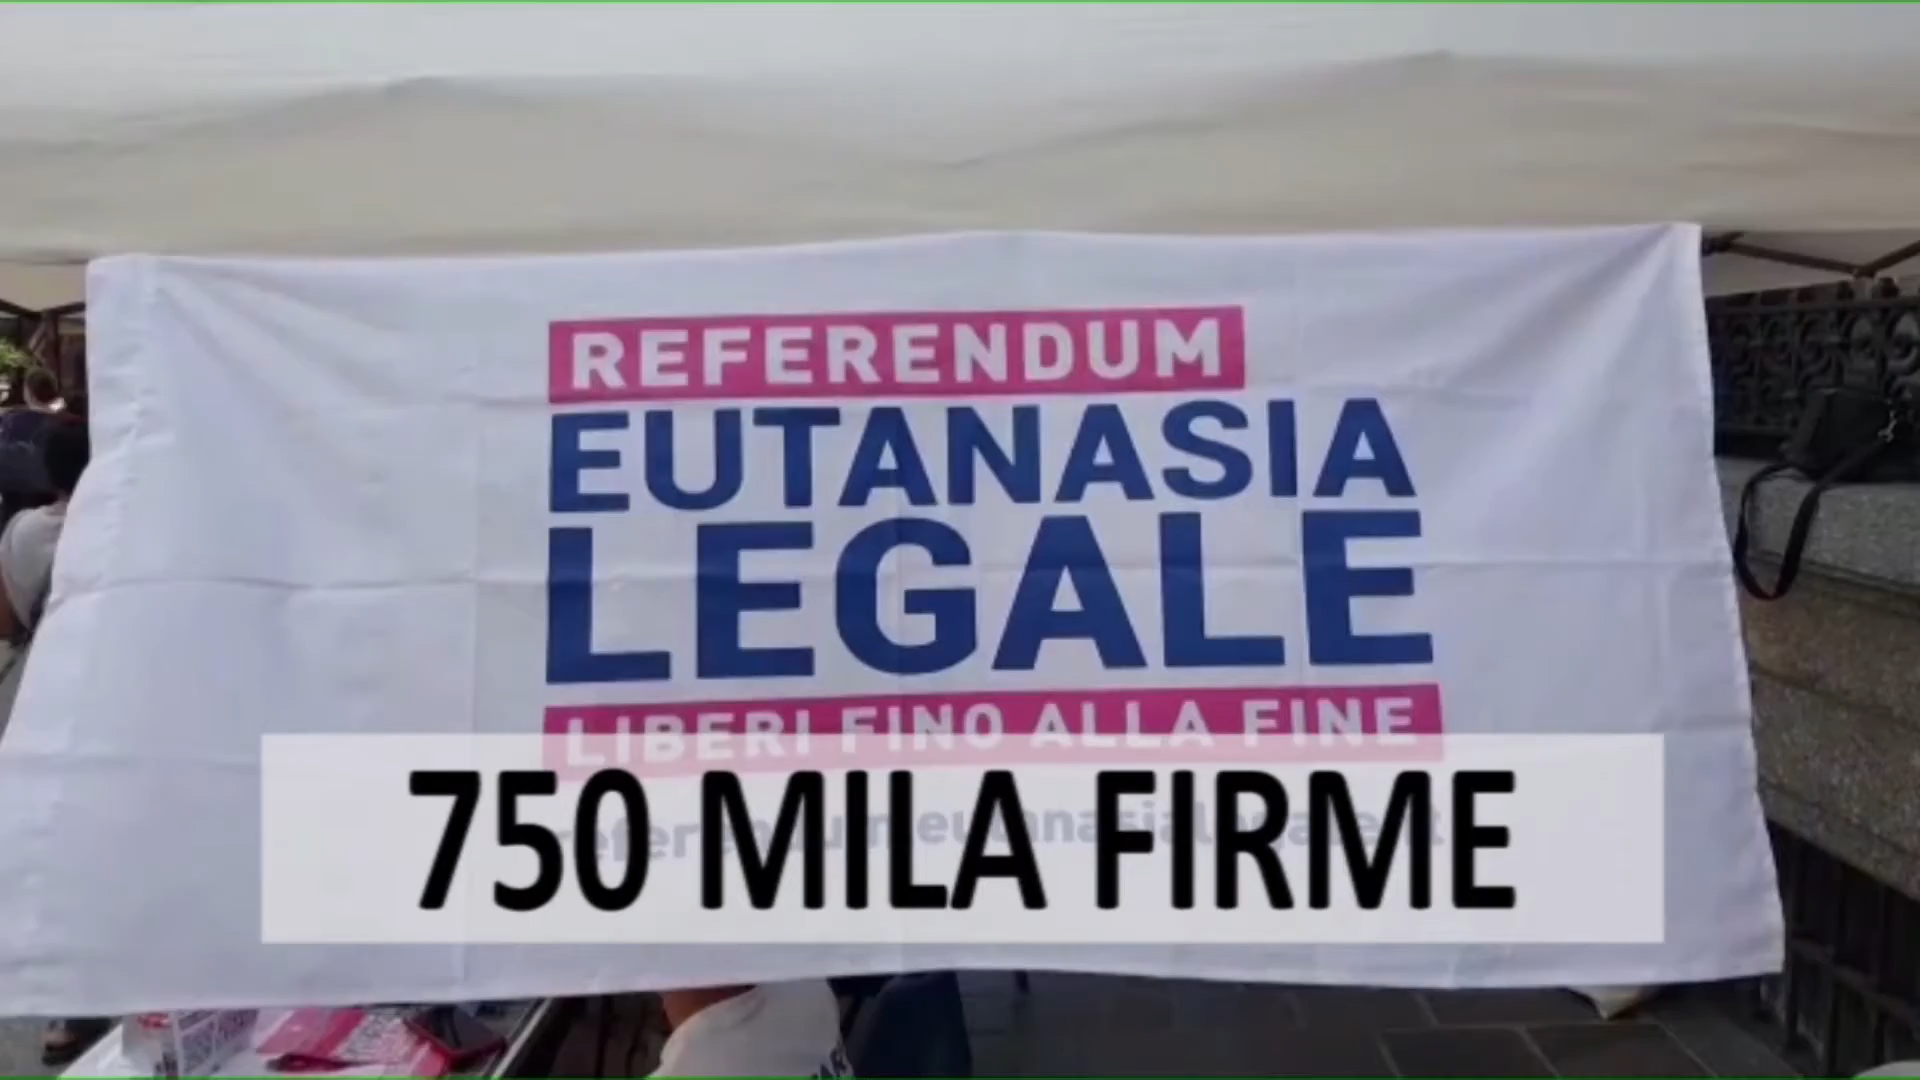 REFERENDUM
EUTANASIA
LEGALE
LIBERI FINO ALLA FINE
750 MILA FIRME